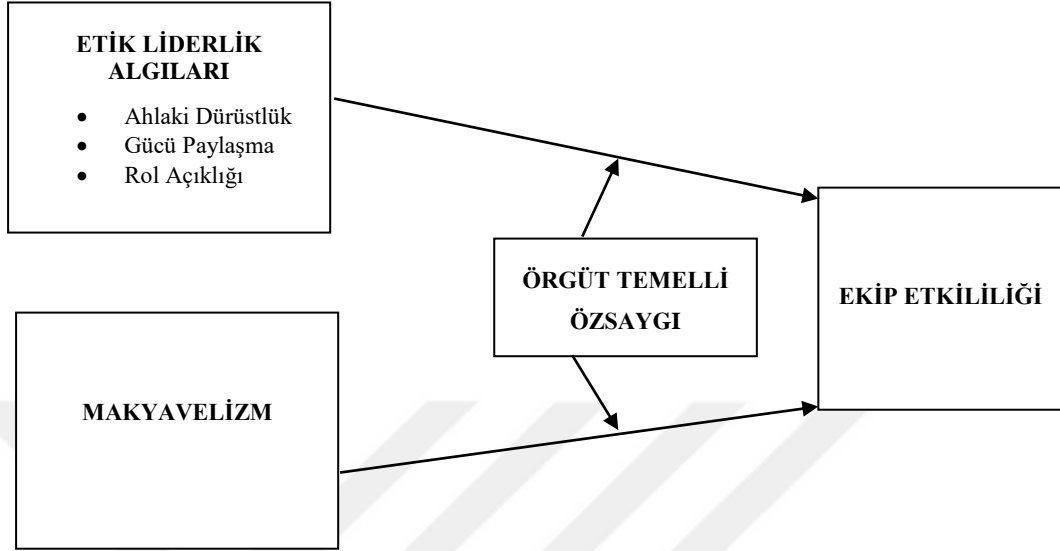 ETİK LİDERLİK
ALGILARI
• Ahlaki Dürüstlük
• Gücü Paylaşma
• Rol Açıklığı
ÖRGÜT TEMELLİ
ÖZSAYGI
EKİP ETKİLİLİĞİ
MAKYAVELİZM